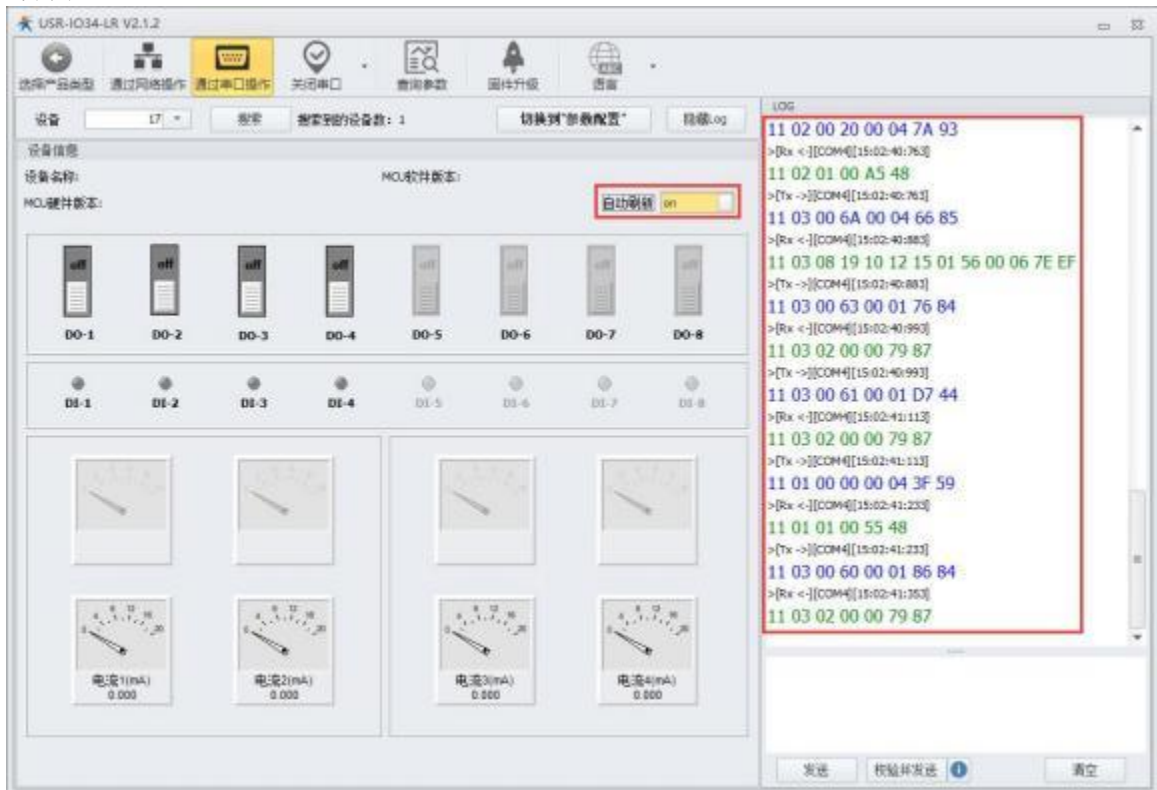 USR-IO34-LR V2.1.2
选择产品类型 通过网络操作 通过串口操作 关闭串口 查询参数 固件升级 语言
设备 17 搜索 搜索到的设备数: 1 切换到"参数配置" 隐藏Log
设备信息
设备名称: MCU软件版本:
MCU硬件版本: 自动刷新 on
off off off off off off off off
DO-1 DO-2 DO-3 DO-4 DO-5 DO-6 DO-7 DO-8
DI-1 DI-2 DI-3 DI-4 DI-5 DI-6 DI-7 DI-8
电流1(mA) 电流2(mA) 电流3(mA) 电流4(mA)
0.000 0.000 0.000 0.000
LOG
11 02 00 20 00 04 7A 93
>[Rx <-][COM4][15:02:40:763]
11 02 01 00 A5 48
>[Tx ->][COM4][15:02:40:763]
11 03 00 6A 00 04 66 85
>[Rx <-][COM4][15:02:40:883]
11 03 08 19 10 12 15 01 56 00 06 7E EF
>[Tx ->][COM4][15:02:40:883]
11 03 00 63 00 01 76 84
>[Rx <-][COM4][15:02:40:993]
11 03 02 00 00 79 87
>[Tx ->][COM4][15:02:40:993]
11 03 00 61 00 01 D7 44
>[Rx <-][COM4][15:02:41:113]
11 03 02 00 00 79 87
>[Tx ->][COM4][15:02:41:113]
11 01 00 00 00 04 3F 59
>[Rx <-][COM4][15:02:41:233]
11 01 01 00 55 48
>[Tx ->][COM4][15:02:41:233]
11 03 00 60 00 01 86 84
>[Rx <-][COM4][15:02:41:353]
11 03 02 00 00 79 87
发送 校验并发送 清空